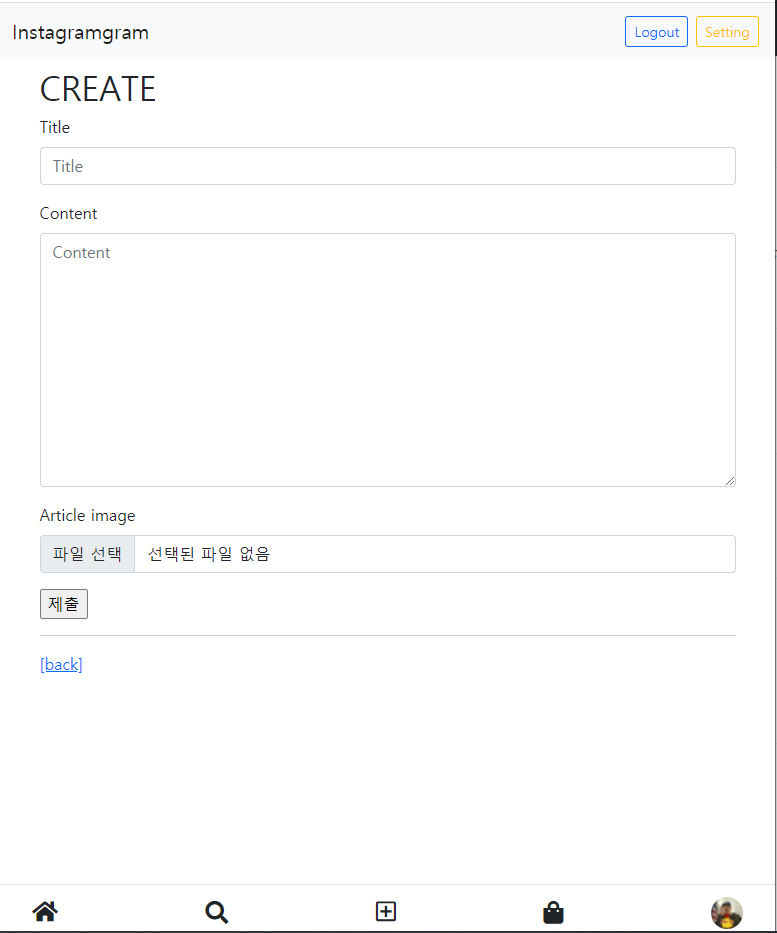 Instagramgram Logout Setting
CREATE
Title
Title
Content
Content
Article image
파일 선택 선택된 파일 없음
제출
[back]